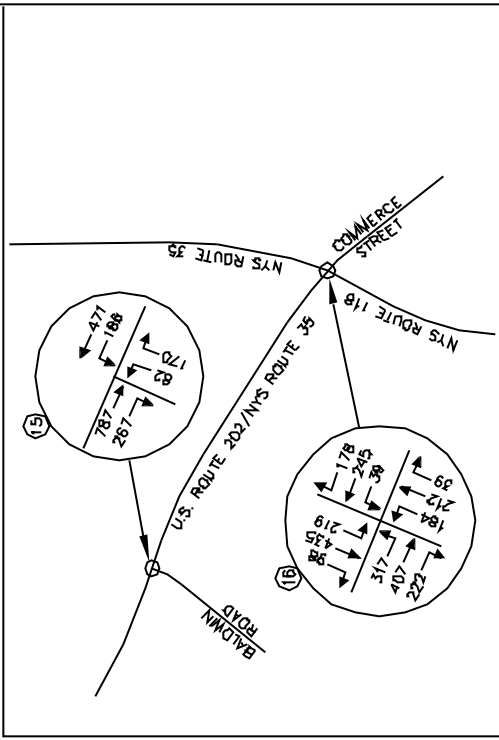 COMMERCE
STREET
NYS ROUTE 35
NYS ROUTE 118
U.S. ROUTE 202/NYS ROUTE 35
BALDWIN
ROAD
15
471
188
787
267
82
170
16
178
245
39
219
435
98
317
407
222
184
212
39